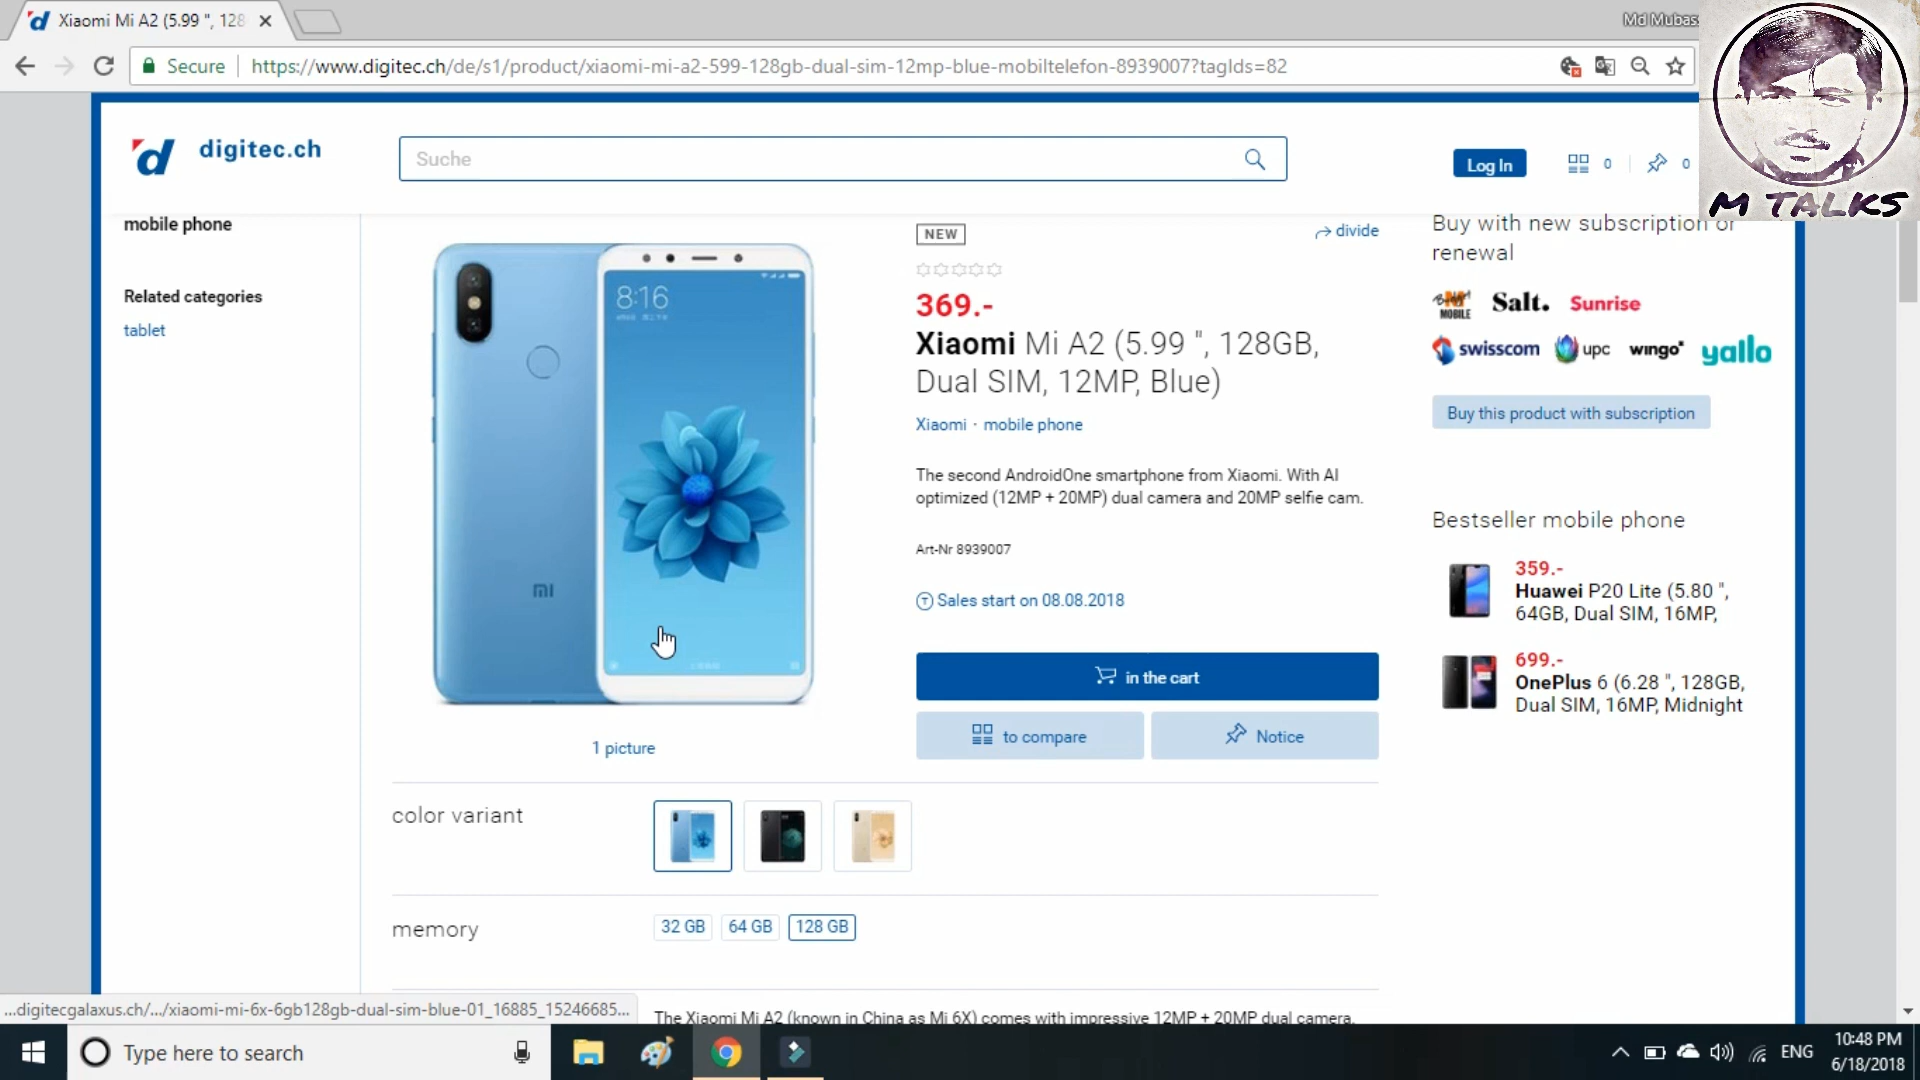 Xiaomi Mi A2 (5.99 ", 128
Md Mubas
Secure
https://www.digitec.ch/de/s1/product/xiaomi-mi-a2-599-128gb-dual-sim-12mp-blue-mobiltelefon-8939007?tagIds=82
M TALKS
digitec.ch
Suche
Log In
0
0
mobile phone
Related categories
tablet
8:16
MI
1 picture
NEW
divide
369.-
Xiaomi Mi A2 (5.99 ", 128GB,
Dual SIM, 12MP, Blue)
Xiaomi · mobile phone
The second AndroidOne smartphone from Xiaomi. With AI
optimized (12MP + 20MP) dual camera and 20MP selfie cam.
Art-Nr 8939007
Sales start on 08.08.2018
in the cart
to compare
Notice
Buy with new subscription or
renewal
MOBILE
Salt.
Sunrise
swisscom
upc
wingo
yallo
Buy this product with subscription
Bestseller mobile phone
359.-
Huawei P20 Lite (5.80 ",
64GB, Dual SIM, 16MP,
699.-
OnePlus 6 (6.28 ", 128GB,
Dual SIM, 16MP, Midnight
color variant
memory
32 GB
64 GB
128 GB
The Xiaomi Mi A2 (known in China as Mi 6X) comes with impressive 12MP + 20MP dual camera,
...digitecgalaxus.ch/.../xiaomi-mi-6x-6gb128gb-dual-sim-blue-01_16885_15246685...
Type here to search
ENG
10:48 PM
6/18/2018